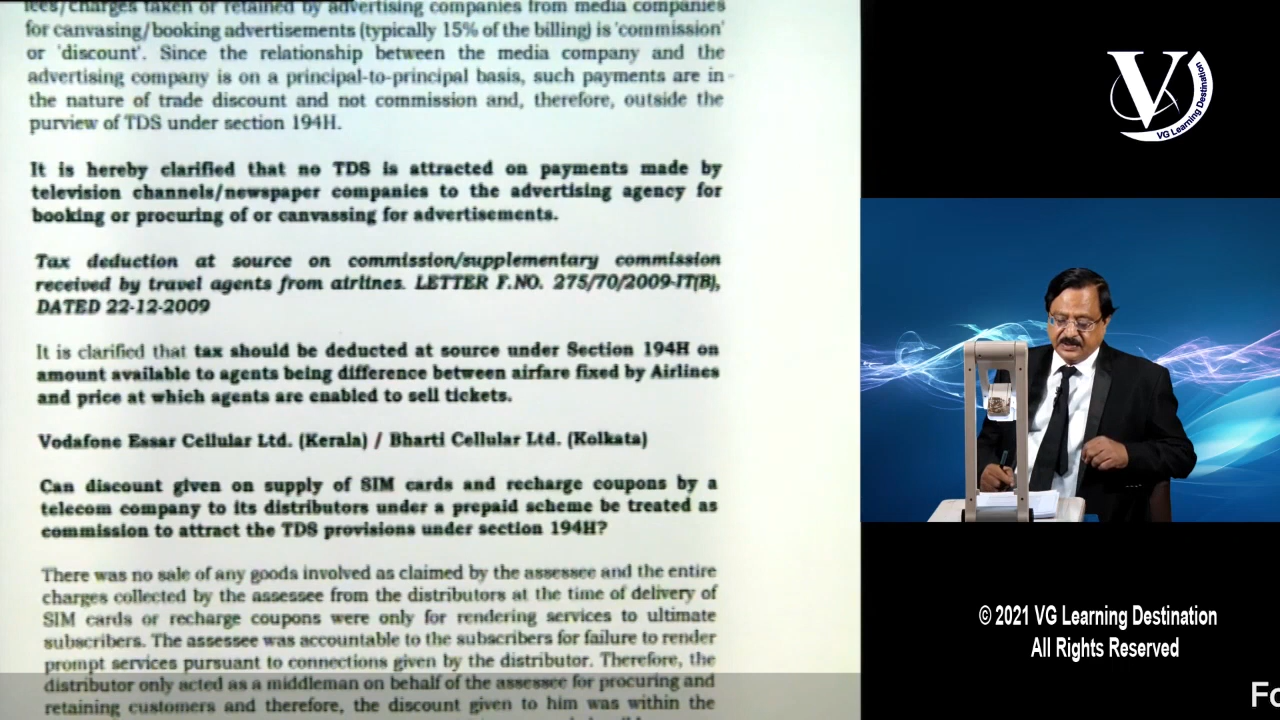 fees/charges taken or retained by advertising companies from media companies
for canvasing/booking advertisements (typically 15% of the billing) is 'commission'
or 'discount'. Since the relationship between the media company and the
advertising company is on a principal-to-principal basis, such payments are in
the nature of trade discount and not commission and, therefore, outside the
purview of TDS under section 194H.
It is hereby clarified that no TDS is attracted on payments made by
television channels/newspaper companies to the advertising agency for
booking or procuring of or canvassing for advertisements.
Tax deduction at source on commission/supplementary commission
received by travel agents from airlines. LETTER F.NO. 275/70/2009-IT(B),
DATED 22-12-2009
It is clarified that tax should be deducted at source under Section 194H on
amount available to agents being difference between airfare fixed by Airlines
and price at which agents are enabled to sell tickets.
Vodafone Essar Cellular Ltd. (Kerala) / Bharti Cellular Ltd. (Kolkata)
Can discount given on supply of SIM cards and recharge coupons by a
telecom company to its distributors under a prepaid scheme be treated as
commission to attract the TDS provisions under section 194H?
There was no sale of any goods involved as claimed by the assessee and the entire
charges collected by the assessee from the distributors at the time of delivery of
SIM cards or recharge coupons were only for rendering services to ultimate
subscribers. The assessee was accountable to the subscribers for failure to render
prompt services pursuant to connections given by the distributor. Therefore, the
distributor only acted as a middleman on behalf of the assessee for procuring and
retaining customers and therefore, the discount given to him was within the
V
VG Learning Destination
© 2021 VG Learning Destination
All Rights Reserved
Fo